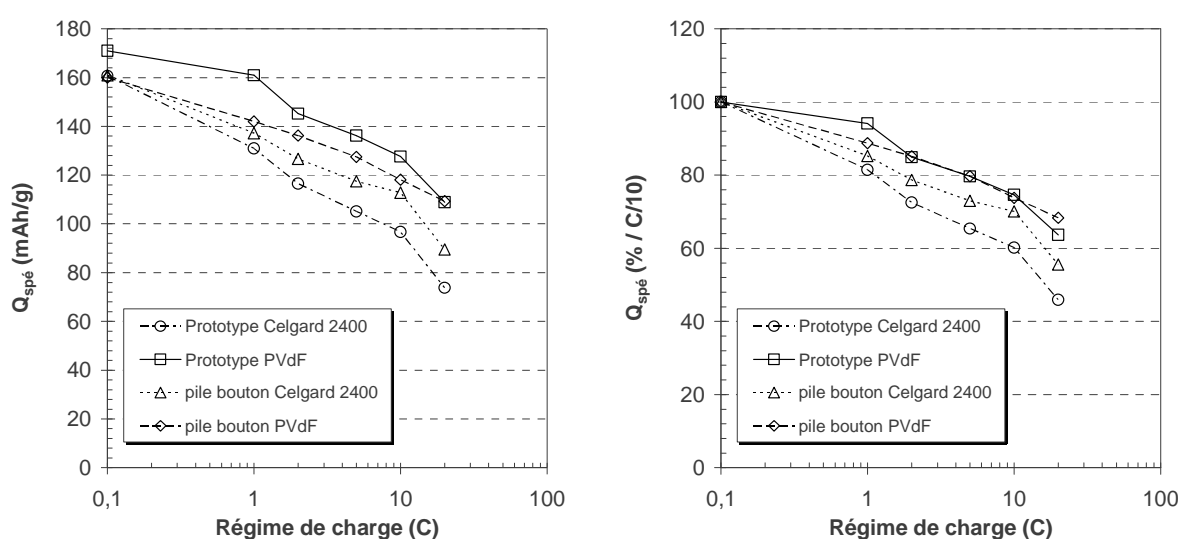 180
160
140
120
100
80
60
40
20
0
Q_spé (mAh/g)
Prototype Celgard 2400
Prototype PVdF
pile bouton Celgard 2400
pile bouton PVdF
0,1 1 10 100
Régime de charge (C)
120
100
80
60
40
20
0
Q_spé (% / C/10)
Prototype Celgard 2400
Prototype PVdF
pile bouton Celgard 2400
pile bouton PVdF
0,1 1 10 100
Régime de charge (C)